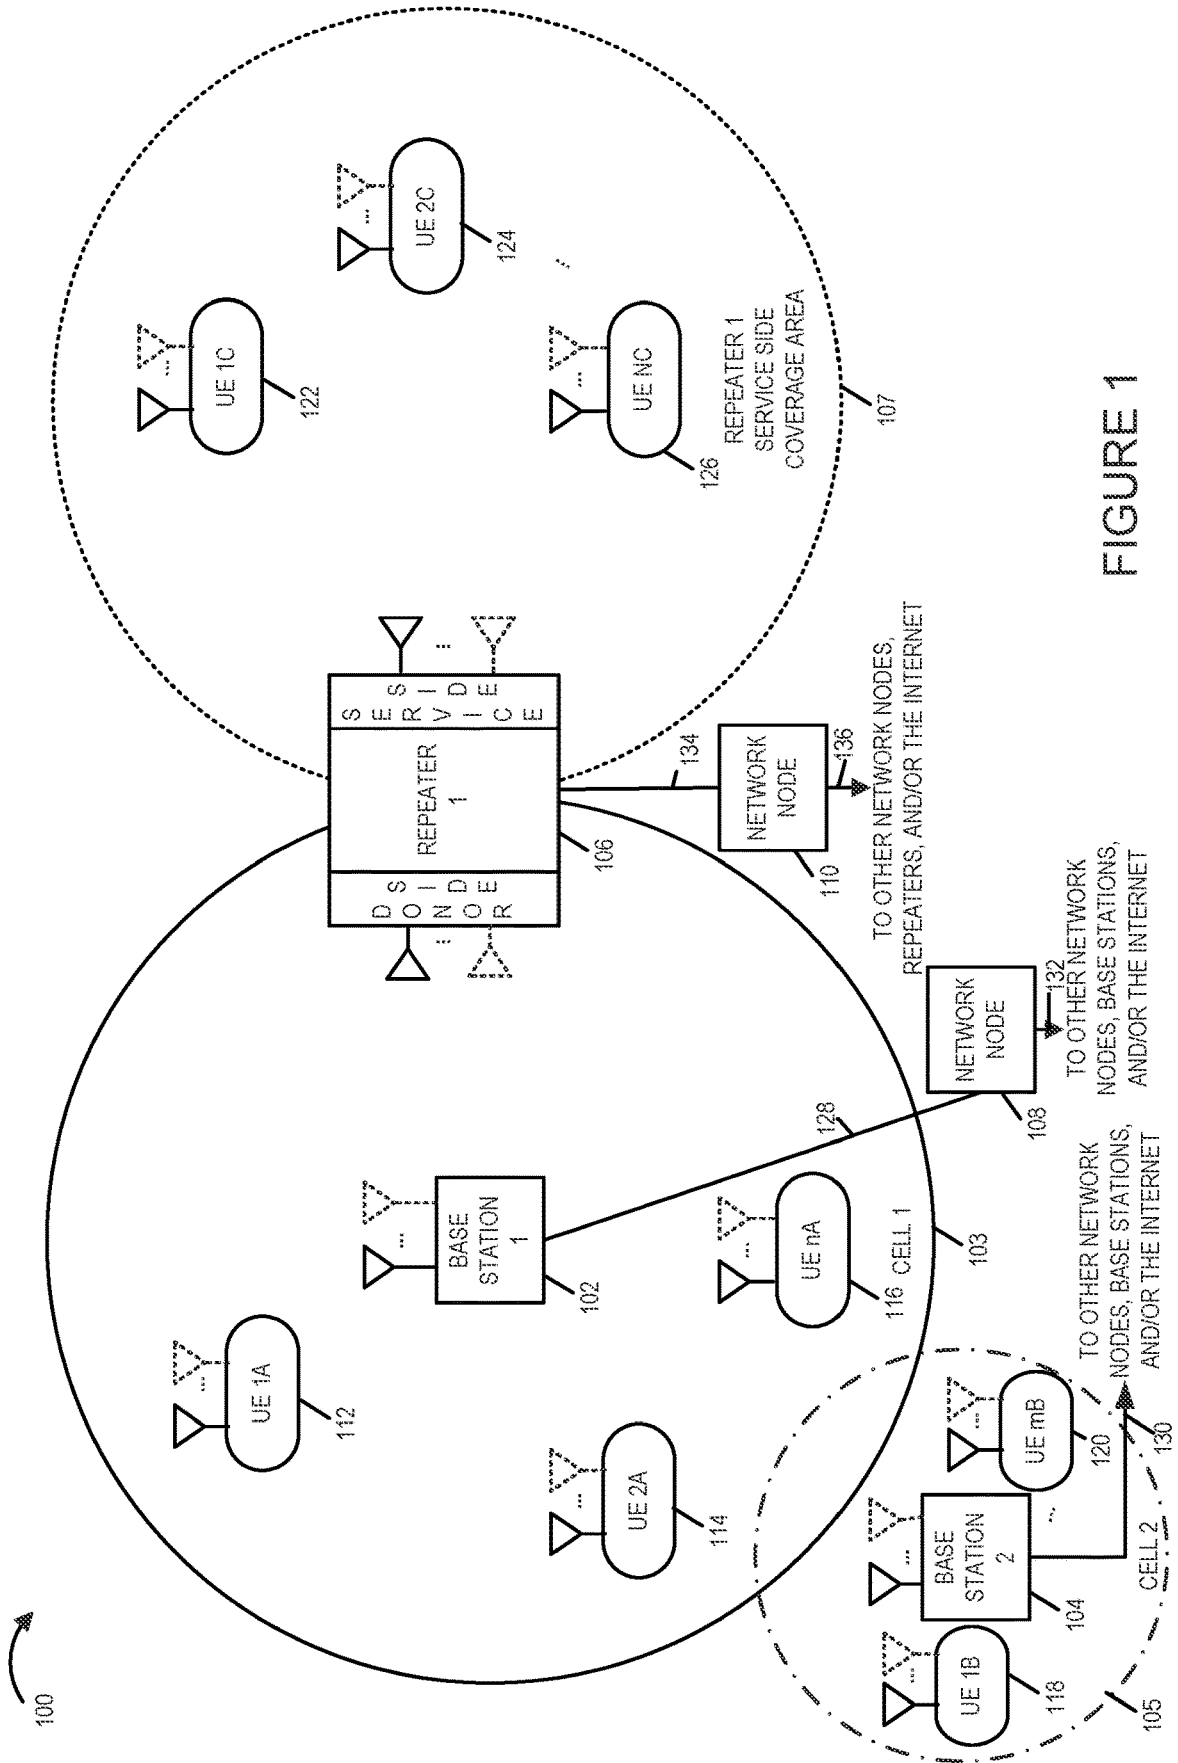 100
UE 1A
112
UE 2A
114
BASE
STATION
1
102
UE nA
116
CELL 1
103
128
DONOR
SIDE
REPEATER
1
SERVICE
SIDE
106
134
NETWORK
NODE
110
136
TO OTHER NETWORK NODES,
REPEATERS, AND/OR THE INTERNET
NETWORK
NODE
108
132
TO OTHER NETWORK
NODES, BASE STATIONS,
AND/OR THE INTERNET
UE 1C
122
UE 2C
124
...
UE NC
126
REPEATER 1
SERVICE SIDE
COVERAGE AREA
107
UE 1B
118
BASE
STATION
2
104
...
UE mB
120
130
TO OTHER NETWORK
NODES, BASE STATIONS,
AND/OR THE INTERNET
CELL 2
105
FIGURE 1